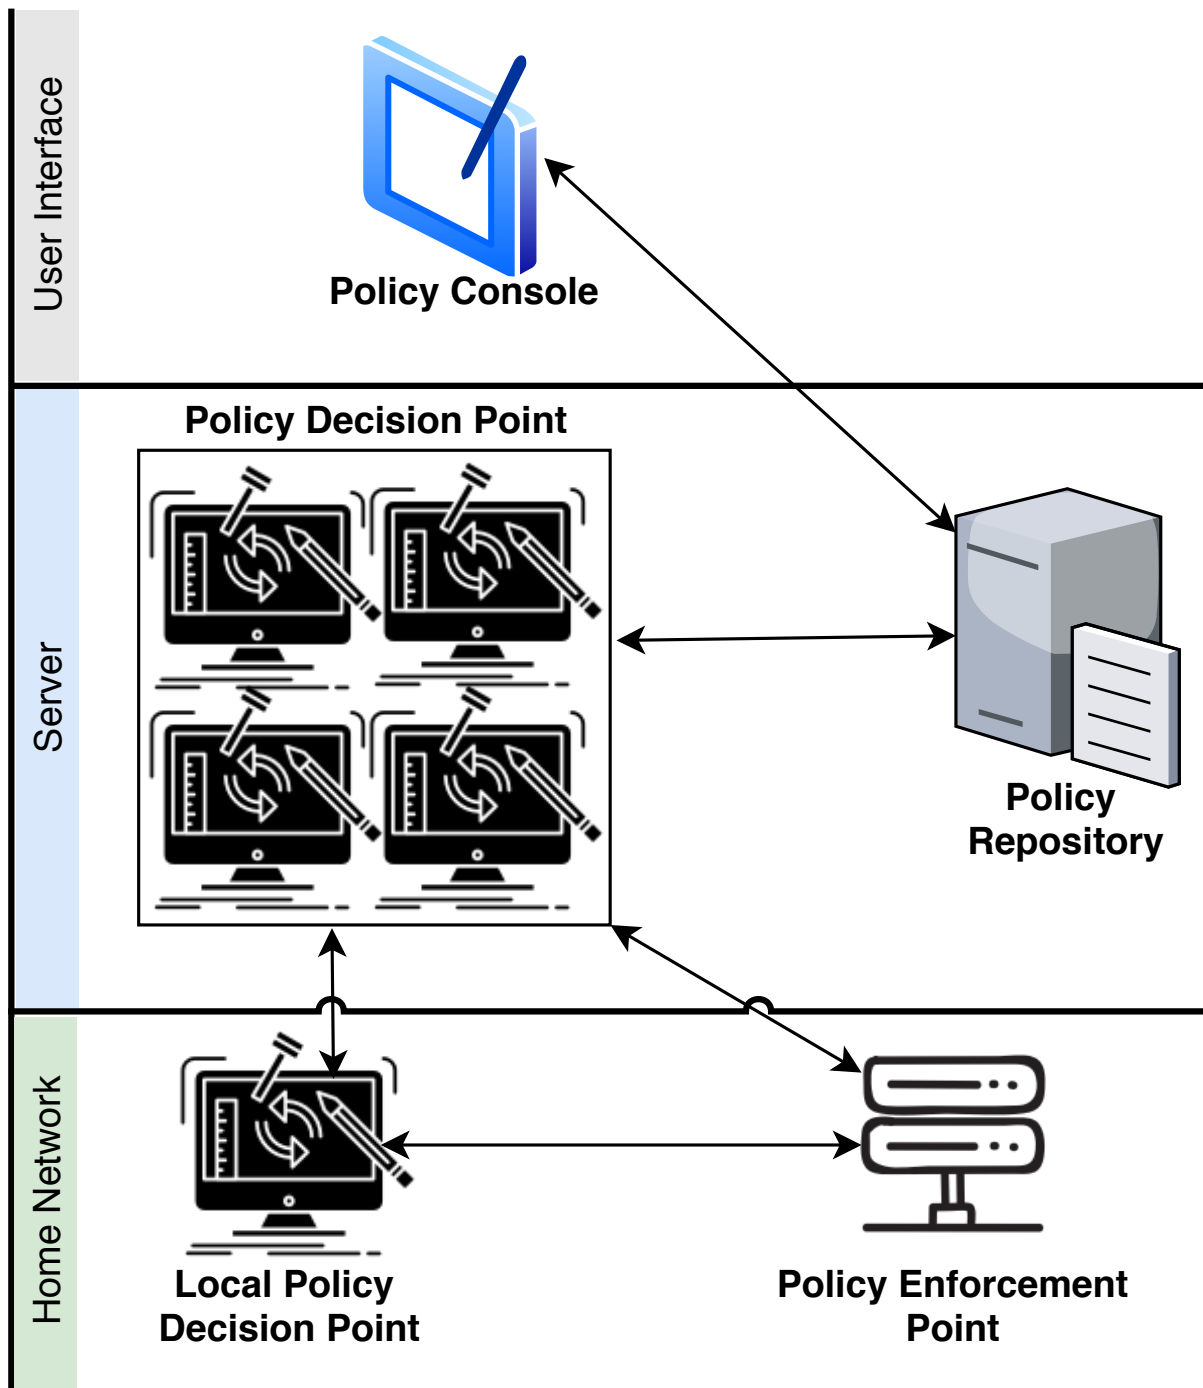 User Interface
Policy Console
Server
Policy Decision Point
Policy
Repository
Home Network
Local Policy
Decision Point
Policy Enforcement
Point